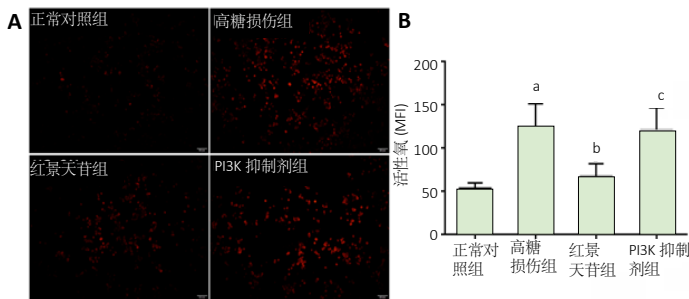 A
正常对照组
高糖损伤组
红景天苷组
PI3K 抑制剂组
B
活性氧 (MFI)
200
150
100
50
0
a
b
c
正常对
照组
高糖
损伤组
红景
天苷组
PI3K 抑制
剂组